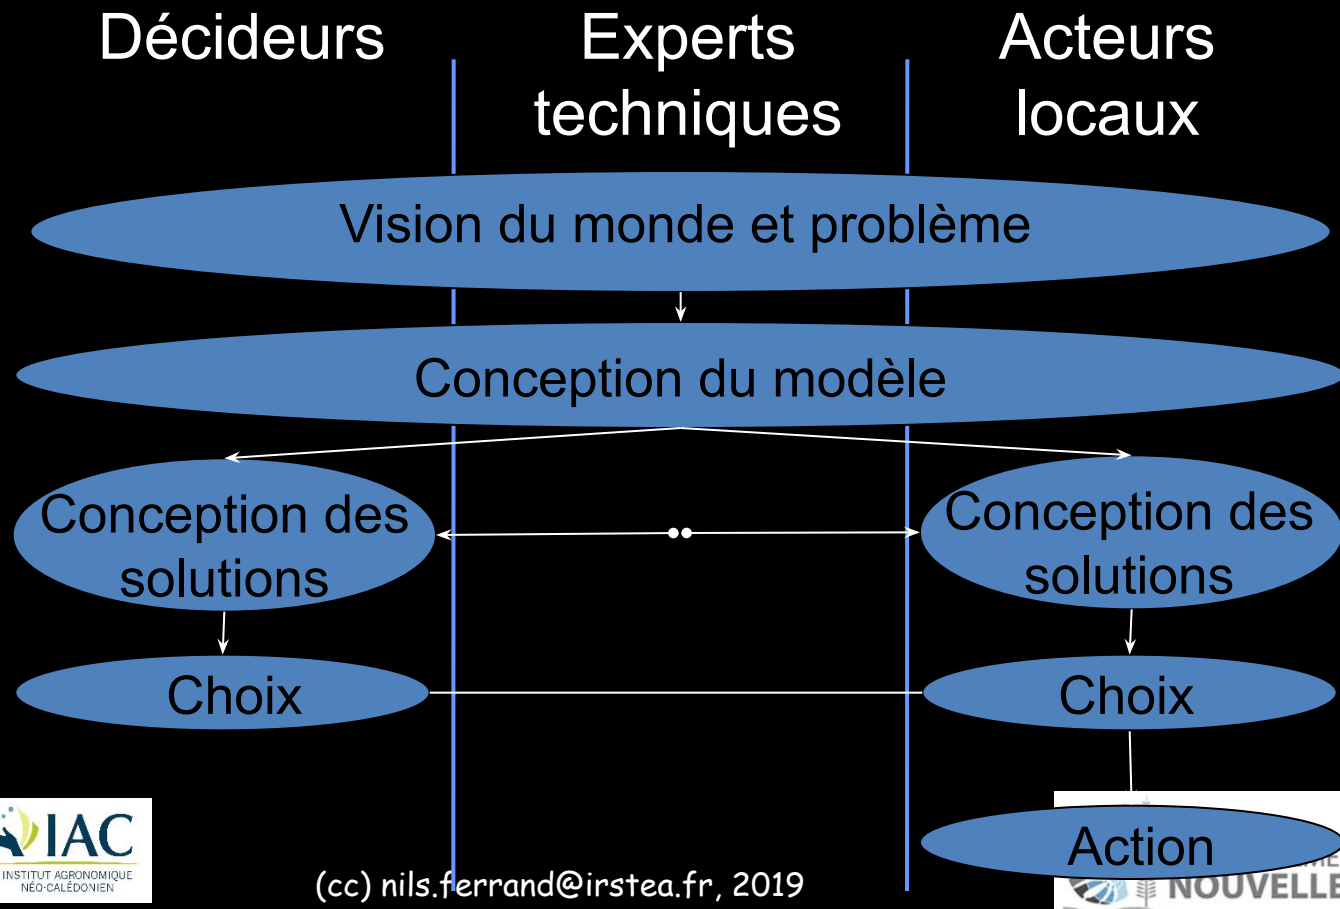 Décideurs
Experts
techniques
Acteurs
locaux
Vision du monde et problème
Conception du modèle
Conception des
solutions
Conception des
solutions
Choix
Choix
Action
IAC
INSTITUT AGRONOMIQUE
NÉO-CALÉDONIEN
(cc) nils.ferrand@irstea.fr, 2019
NOUVELLE